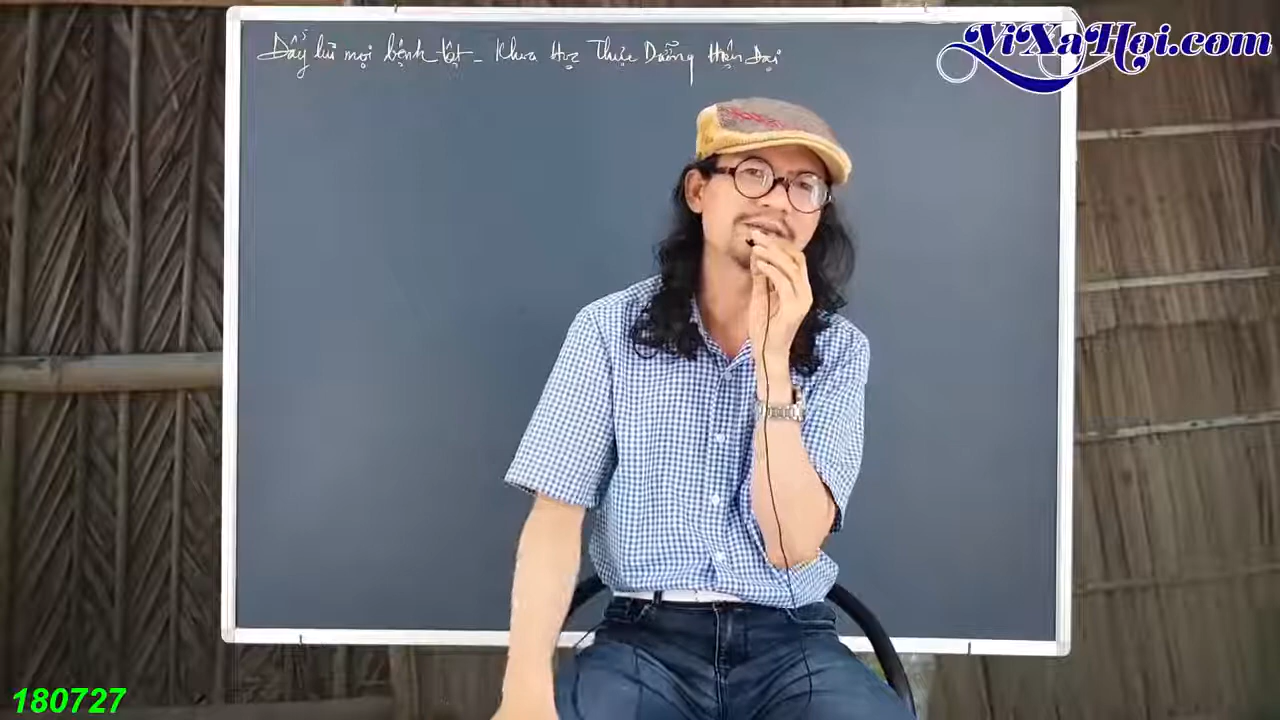 Đẩy lùi mọi bệnh tật - Khoa Học Thực Dưỡng Hiện Đại
ViXaHoi.com
180727